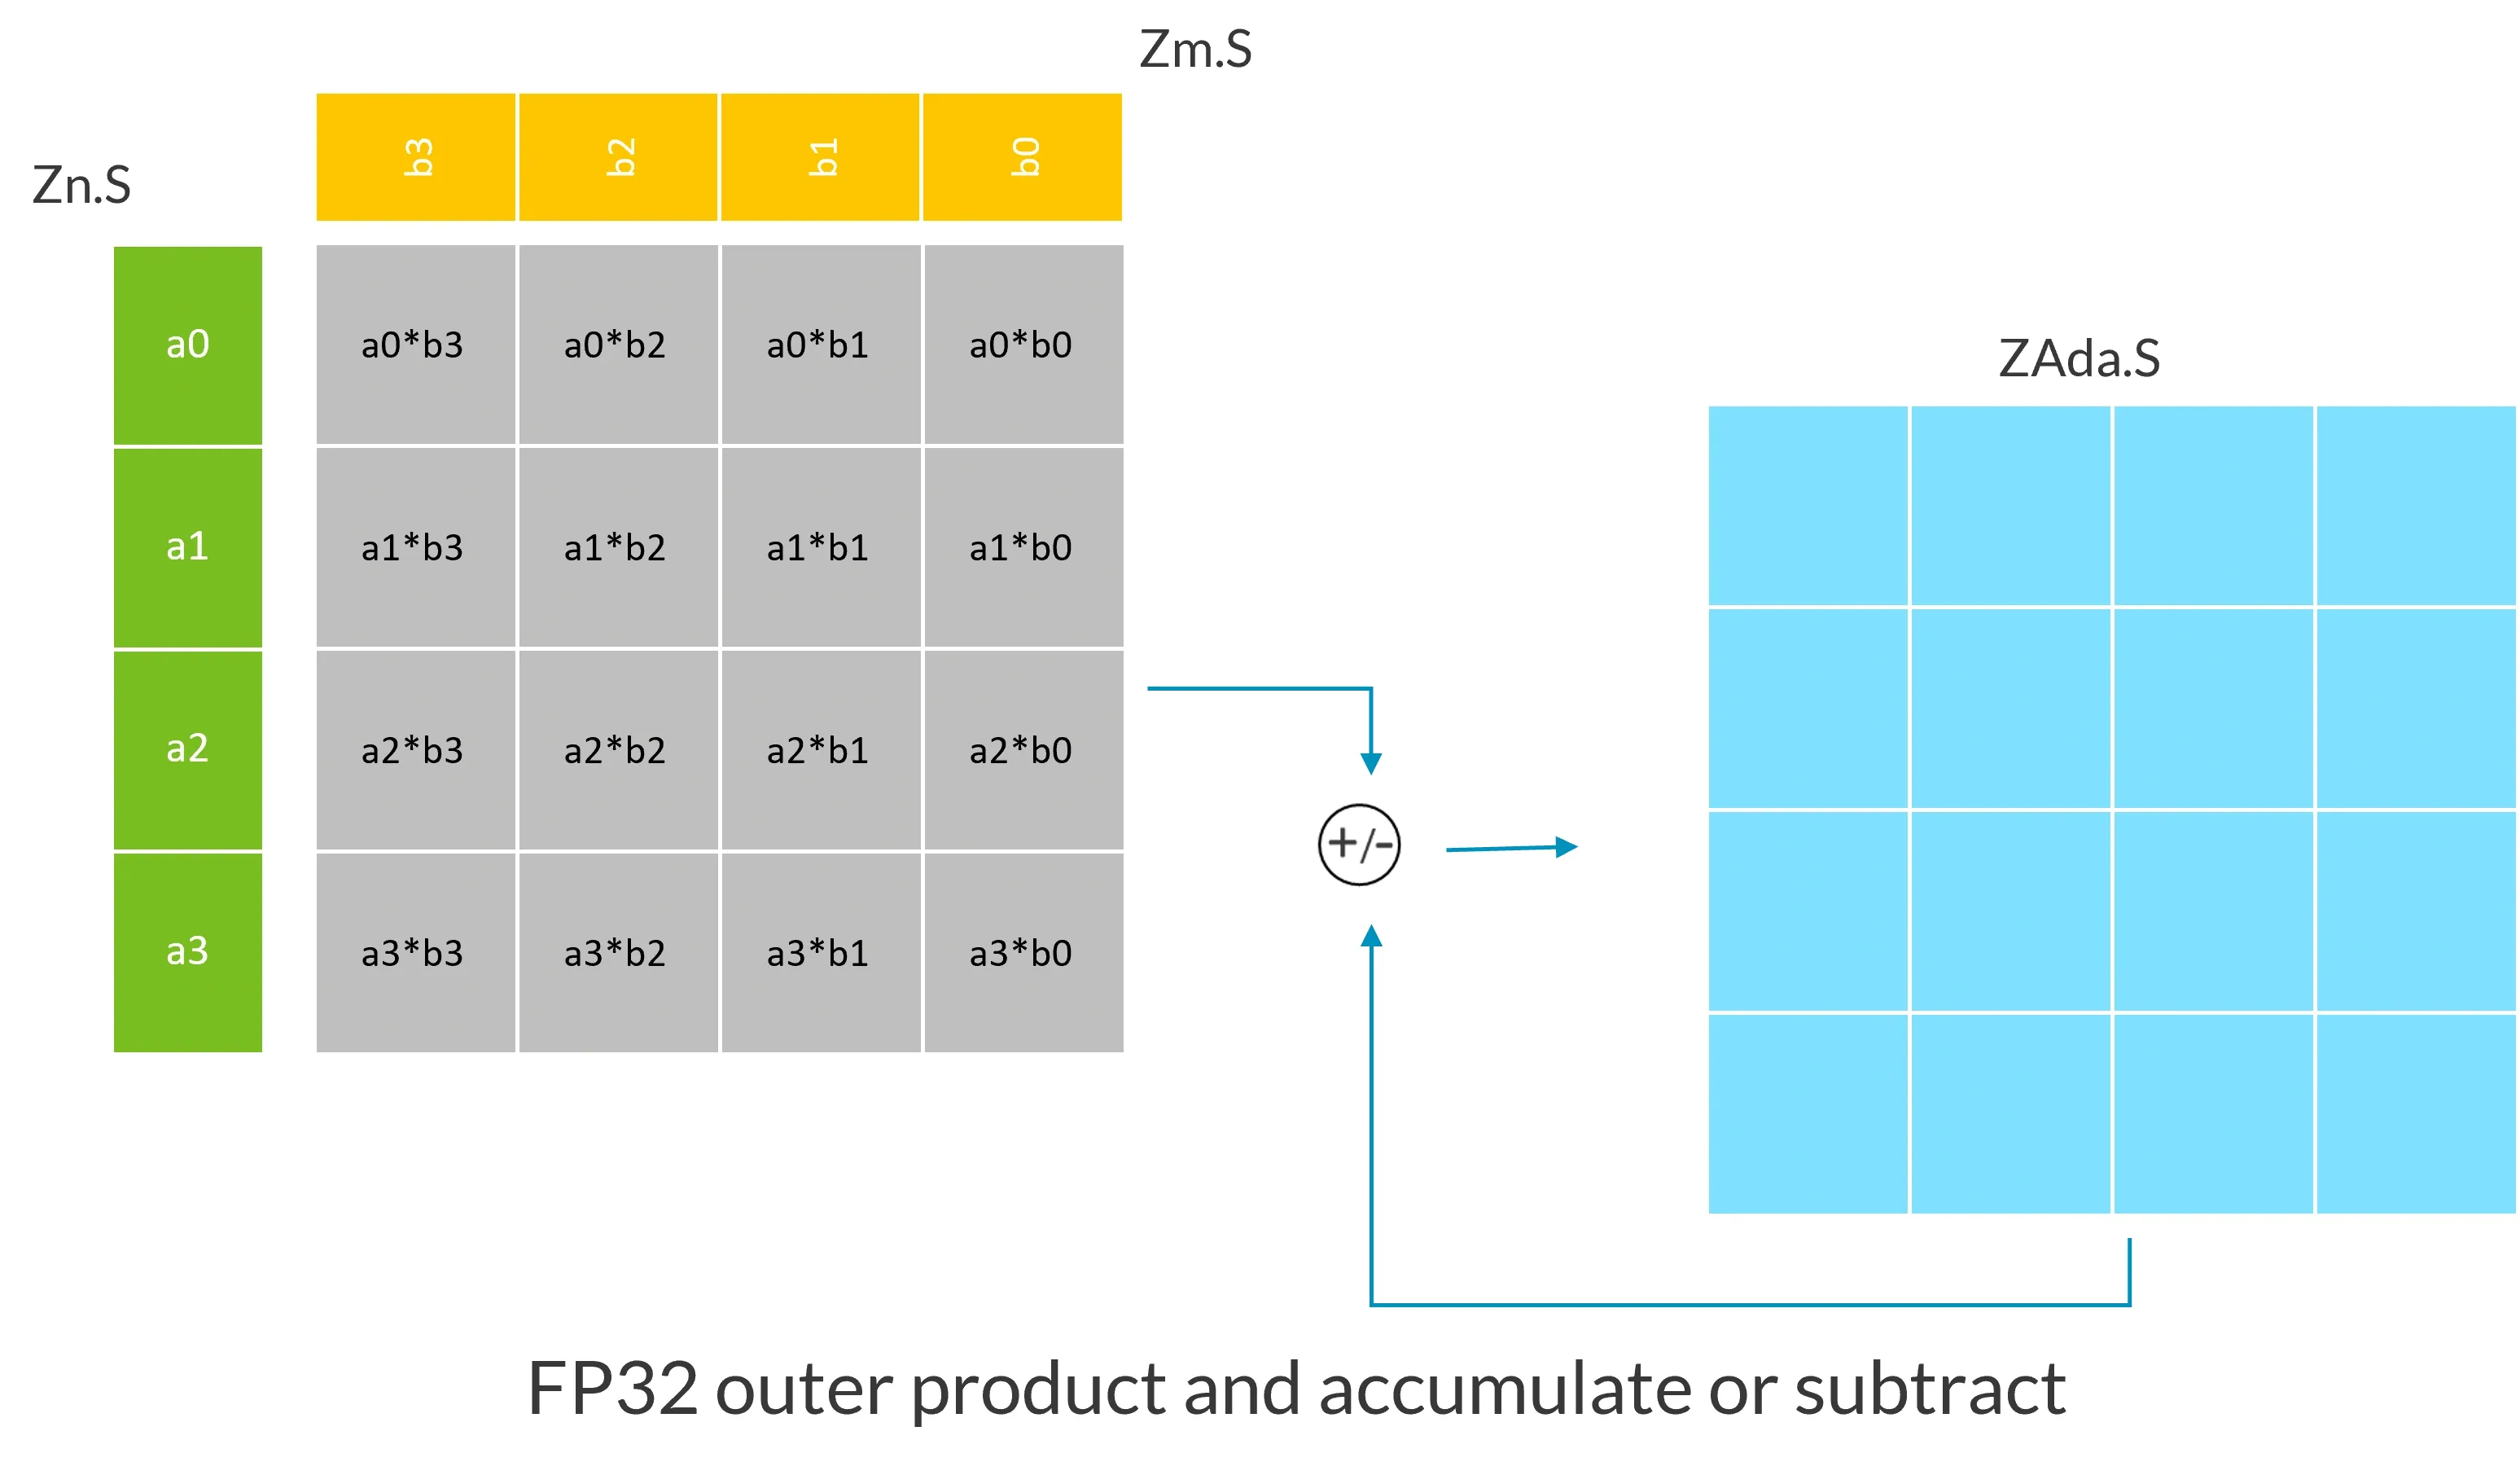 Zm.S
b3 b2 b1 b0
Zn.S
a0 a0*b3 a0*b2 a0*b1 a0*b0
ZAda.S
a1 a1*b3 a1*b2 a1*b1 a1*b0
a2 a2*b3 a2*b2 a2*b1 a2*b0
+/-
a3 a3*b3 a3*b2 a3*b1 a3*b0
FP32 outer product and accumulate or subtract